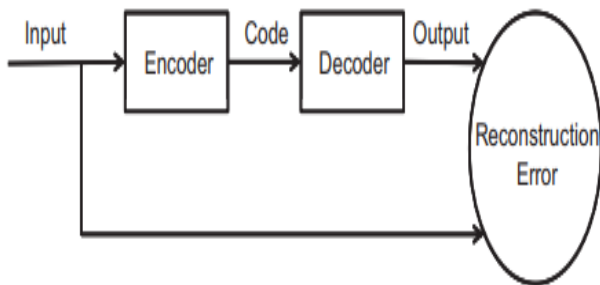 Input
Encoder
Code
Decoder
Output
Reconstruction
Error